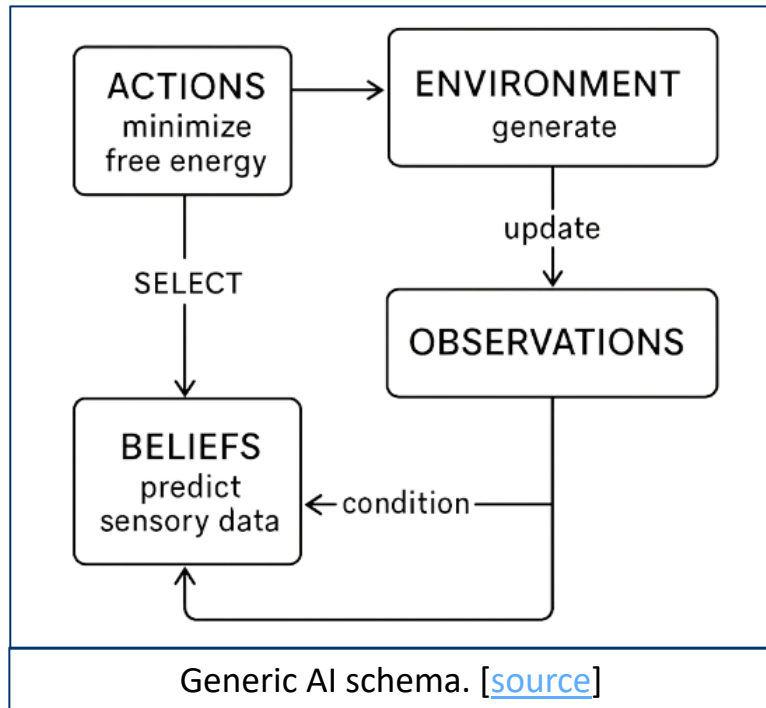 ACTIONS
minimize
free energy
ENVIRONMENT
generate
update
SELECT
OBSERVATIONS
BELIEFS
predict
sensory data
condition
Generic AI schema. [source]